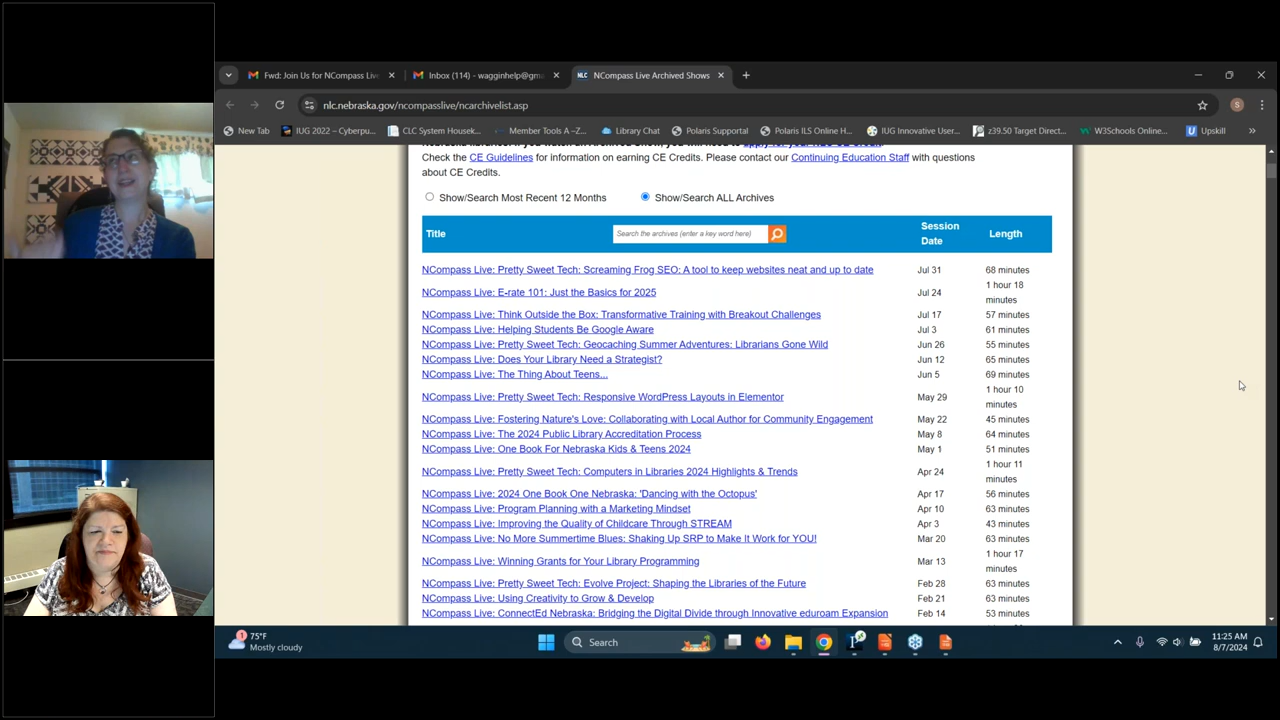 Fwd: Join Us for NCompass Live
Inbox (114) - wagginhelp@gm
NCompass Live Archived Shows
nlc.nebraska.gov/ncompasslive/ncarchivelist.asp
S
New Tab
IUG 2022 – Cyberpu...
CLC System Housek...
Member Tools A –Z...
Library Chat
Polaris Supportal
Polaris ILS Online H...
IUG Innovative User...
z39.50 Target Direct...
W3Schools Online...
Upskill
Nebraska libraries. If you watch an Archived Show, you will need to apply for your NLC CE Credit.
Check the CE Guidelines for information on earning CE Credits. Please contact our Continuing Education Staff with questions
about CE Credits.
Show/Search Most Recent 12 Months Show/Search ALL Archives
Title Search the archives (enter a key word here) Session Date Length
NCompass Live: Pretty Sweet Tech: Screaming Frog SEO: A tool to keep websites neat and up to date Jul 31 68 minutes
NCompass Live: E-rate 101: Just the Basics for 2025 Jul 24 1 hour 18 minutes
NCompass Live: Think Outside the Box: Transformative Training with Breakout Challenges Jul 17 57 minutes
NCompass Live: Helping Students Be Google Aware Jul 3 61 minutes
NCompass Live: Pretty Sweet Tech: Geocaching Summer Adventures: Librarians Gone Wild Jun 26 55 minutes
NCompass Live: Does Your Library Need a Strategist? Jun 12 65 minutes
NCompass Live: The Thing About Teens... Jun 5 69 minutes
NCompass Live: Pretty Sweet Tech: Responsive WordPress Layouts in Elementor May 29 1 hour 10 minutes
NCompass Live: Fostering Nature's Love: Collaborating with Local Author for Community Engagement May 22 45 minutes
NCompass Live: The 2024 Public Library Accreditation Process May 8 64 minutes
NCompass Live: One Book For Nebraska Kids & Teens 2024 May 1 51 minutes
NCompass Live: Pretty Sweet Tech: Computers in Libraries 2024 Highlights & Trends Apr 24 1 hour 11 minutes
NCompass Live: 2024 One Book One Nebraska: 'Dancing with the Octopus' Apr 17 56 minutes
NCompass Live: Program Planning with a Marketing Mindset Apr 10 63 minutes
NCompass Live: Improving the Quality of Childcare Through STREAM Apr 3 43 minutes
NCompass Live: No More Summertime Blues: Shaking Up SRP to Make It Work for YOU! Mar 20 63 minutes
NCompass Live: Winning Grants for Your Library Programming Mar 13 1 hour 17 minutes
NCompass Live: Pretty Sweet Tech: Evolve Project: Shaping the Libraries of the Future Feb 28 63 minutes
NCompass Live: Using Creativity to Grow & Develop Feb 21 63 minutes
NCompass Live: ConnectEd Nebraska: Bridging the Digital Divide through Innovative eduroam Expansion Feb 14 53 minutes
1 75°F
Mostly cloudy
Search
11:25 AM
8/7/2024